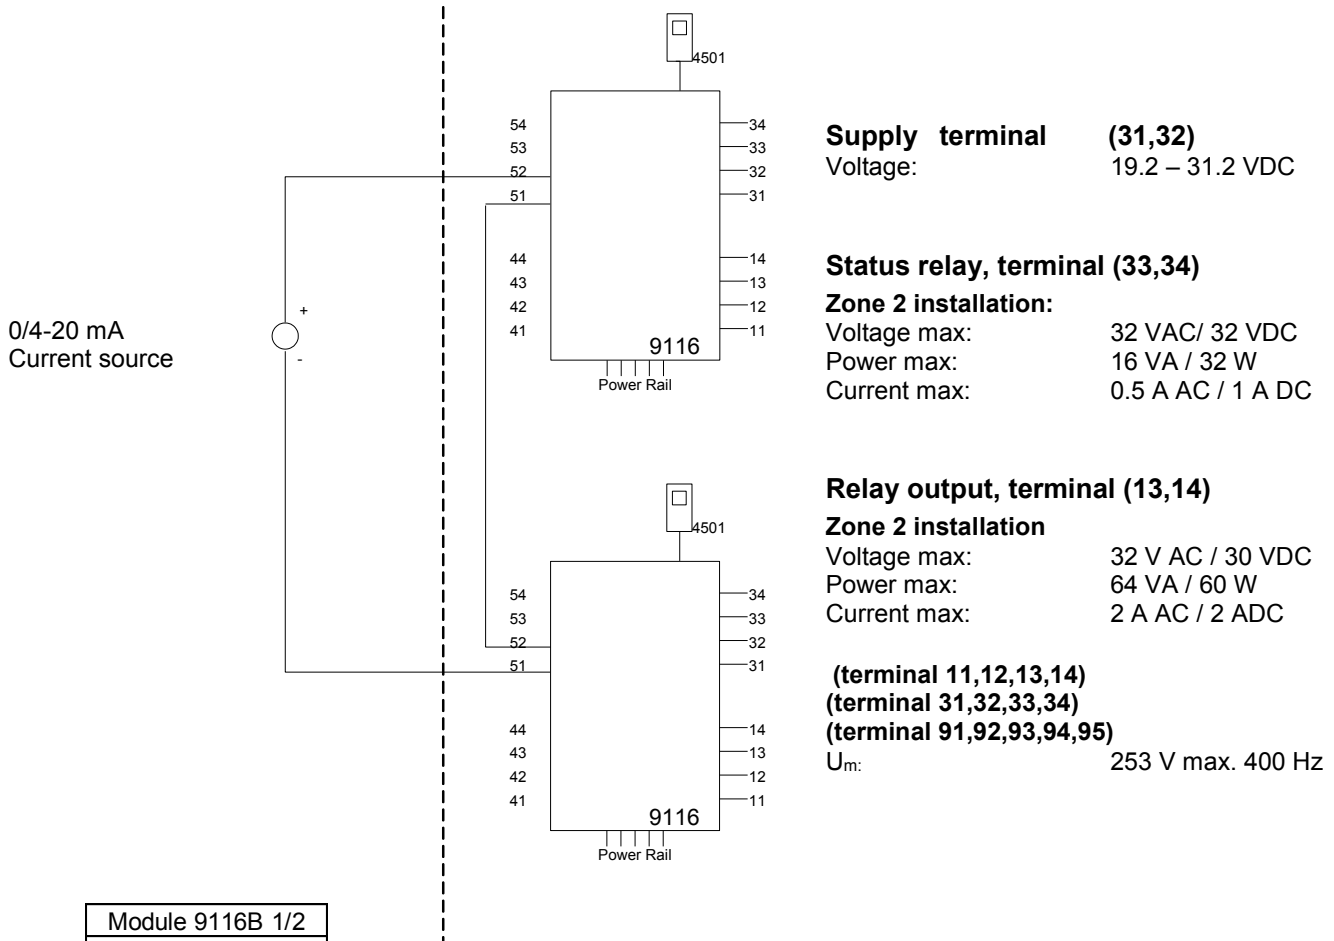 0/4-20 mA
Current source
+
-
4501
54
53
52
51
44
43
42
41
34
33
32
31
14
13
12
11
9116
Power Rail
4501
54
53
52
51
44
43
42
41
34
33
32
31
14
13
12
11
9116
Power Rail
Supply terminal (31,32)
Voltage: 19.2 – 31.2 VDC
Status relay, terminal (33,34)
Zone 2 installation:
Voltage max: 32 VAC/ 32 VDC
Power max: 16 VA / 32 W
Current max: 0.5 A AC / 1 A DC
Relay output, terminal (13,14)
Zone 2 installation
Voltage max: 32 V AC / 30 VDC
Power max: 64 VA / 60 W
Current max: 2 A AC / 2 ADC
(terminal 11,12,13,14)
(terminal 31,32,33,34)
(terminal 91,92,93,94,95)
Um: 253 V max. 400 Hz
Module 9116B 1/2